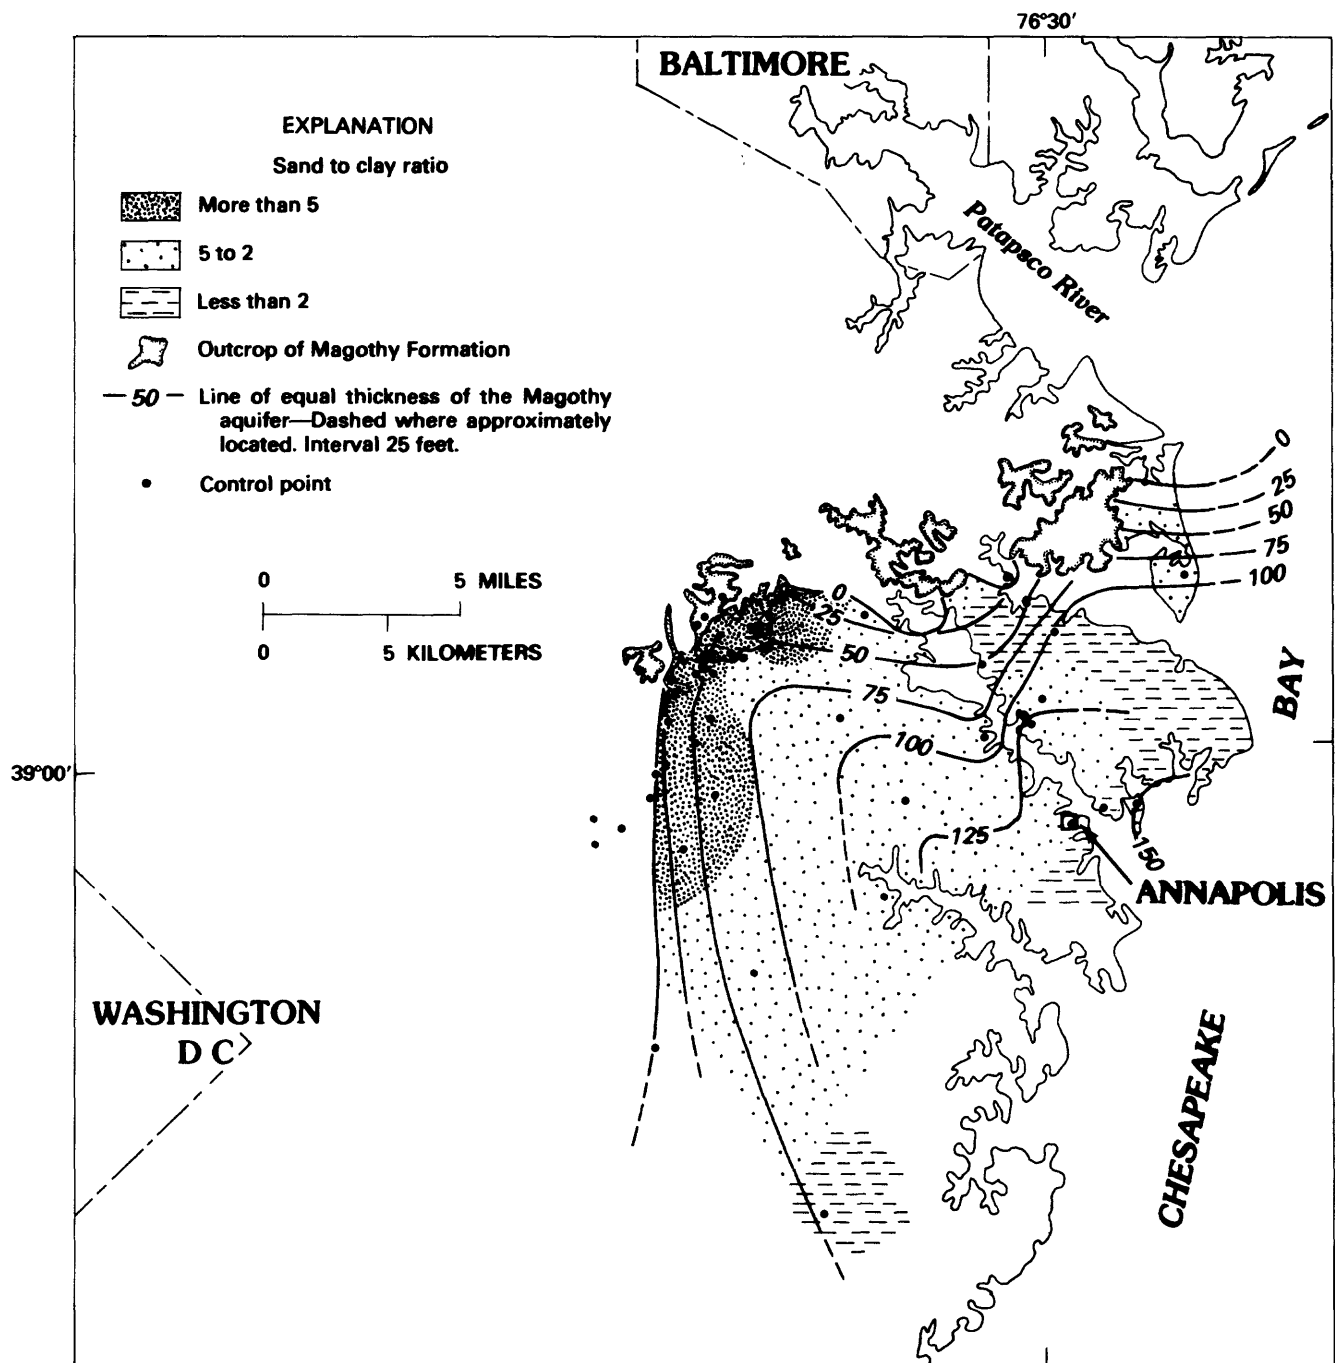 76°30'
BALTIMORE
EXPLANATION
Sand to clay ratio
More than 5
5 to 2
Less than 2
Outcrop of Magothy Formation
— 50 — Line of equal thickness of the Magothy
aquifer—Dashed where approximately
located. Interval 25 feet.
Control point
Patapsco River
0 5 MILES
0 5 KILOMETERS
0
25
50
75
100
0
25
50
75
100
125
150
BAY
39°00'
ANNAPOLIS
WASHINGTON
D C
CHESAPEAKE